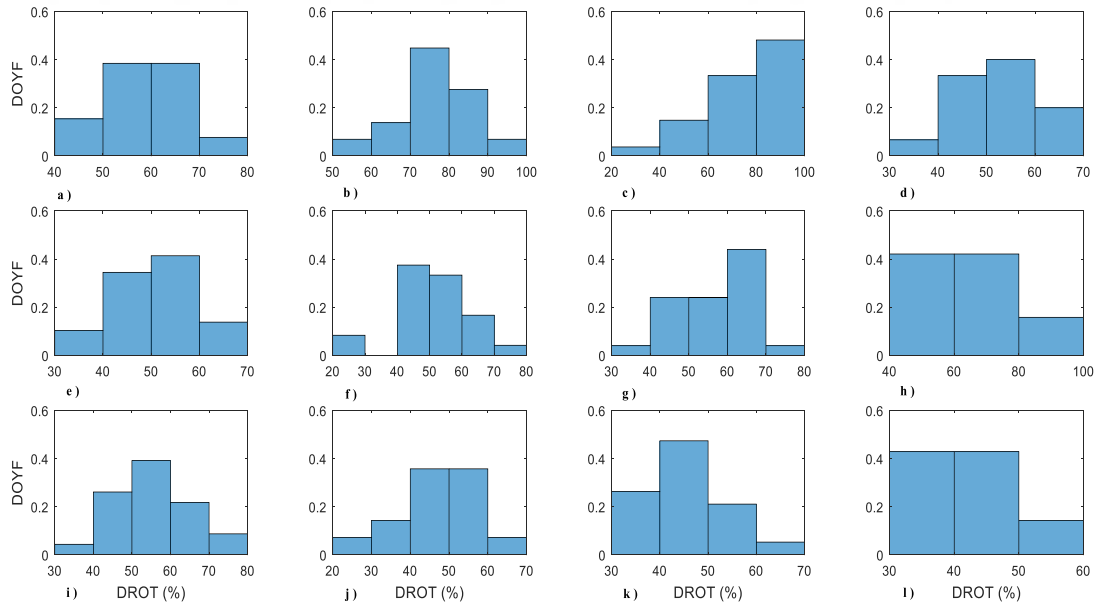 0.6 0.6 0.6 0.6
DOYF 0.4 0.4 0.4 0.4
0.2 0.2 0.2 0.2
0 0 0 0
40 50 60 70 80 50 60 70 80 90 100 20 40 60 80 100 30 40 50 60 70
a ) b ) c ) d )
0.6 0.6 0.6 0.6
DOYF 0.4 0.4 0.4 0.4
0.2 0.2 0.2 0.2
0 0 0 0
30 40 50 60 70 20 30 40 50 60 70 80 30 40 50 60 70 80 40 60 80 100
e ) f ) g ) h )
0.6 0.6 0.6 0.6
DOYF 0.4 0.4 0.4 0.4
0.2 0.2 0.2 0.2
0 0 0 0
30 40 50 60 70 80 20 30 40 50 60 70 30 40 50 60 70 30 40 50 60
i ) DROT (%) j ) DROT (%) k ) DROT (%) l ) DROT (%)